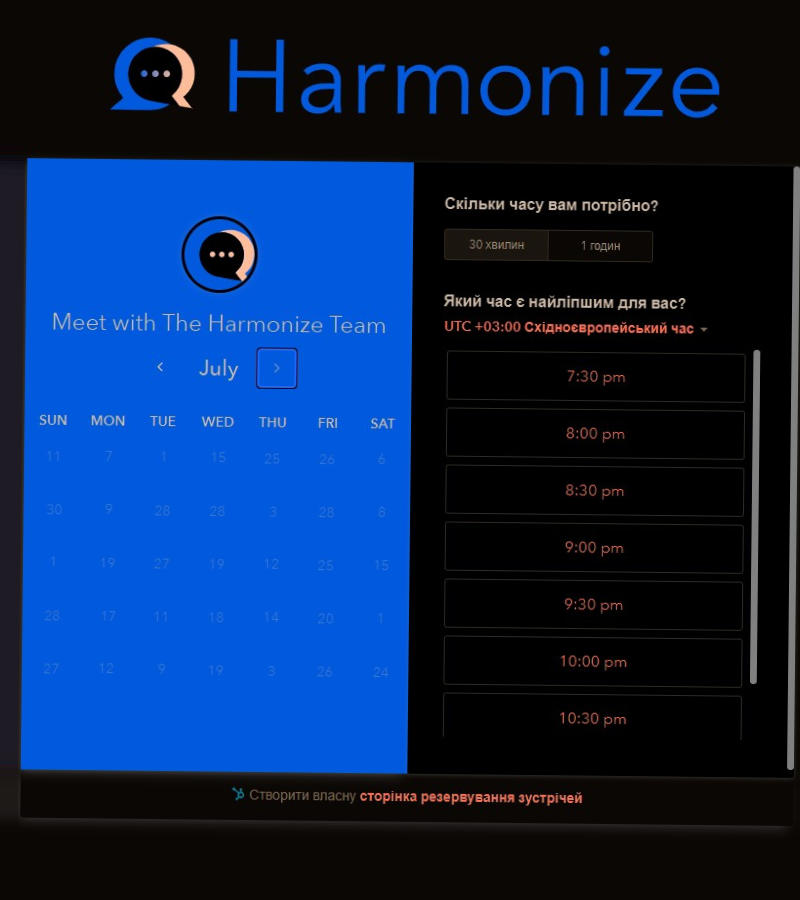 Harmonize
Meet with The Harmonize Team
July
SUN MON TUE WED THU FRI SAT
11 7 1 15 25 26 6
30 9 28 28 3 28 8
1 19 27 19 12 25 15
28 17 11 18 14 20 1
27 12 9 19 3 26 24
Скільки часу вам потрібно?
30 хвилин 1 годин
Який час є найліпшим для вас?
UTC +03:00 Східноєвропейський час
7:30 pm
8:00 pm
8:30 pm
9:00 pm
9:30 pm
10:00 pm
10:30 pm
Створити власну сторінка резервування зустрічей